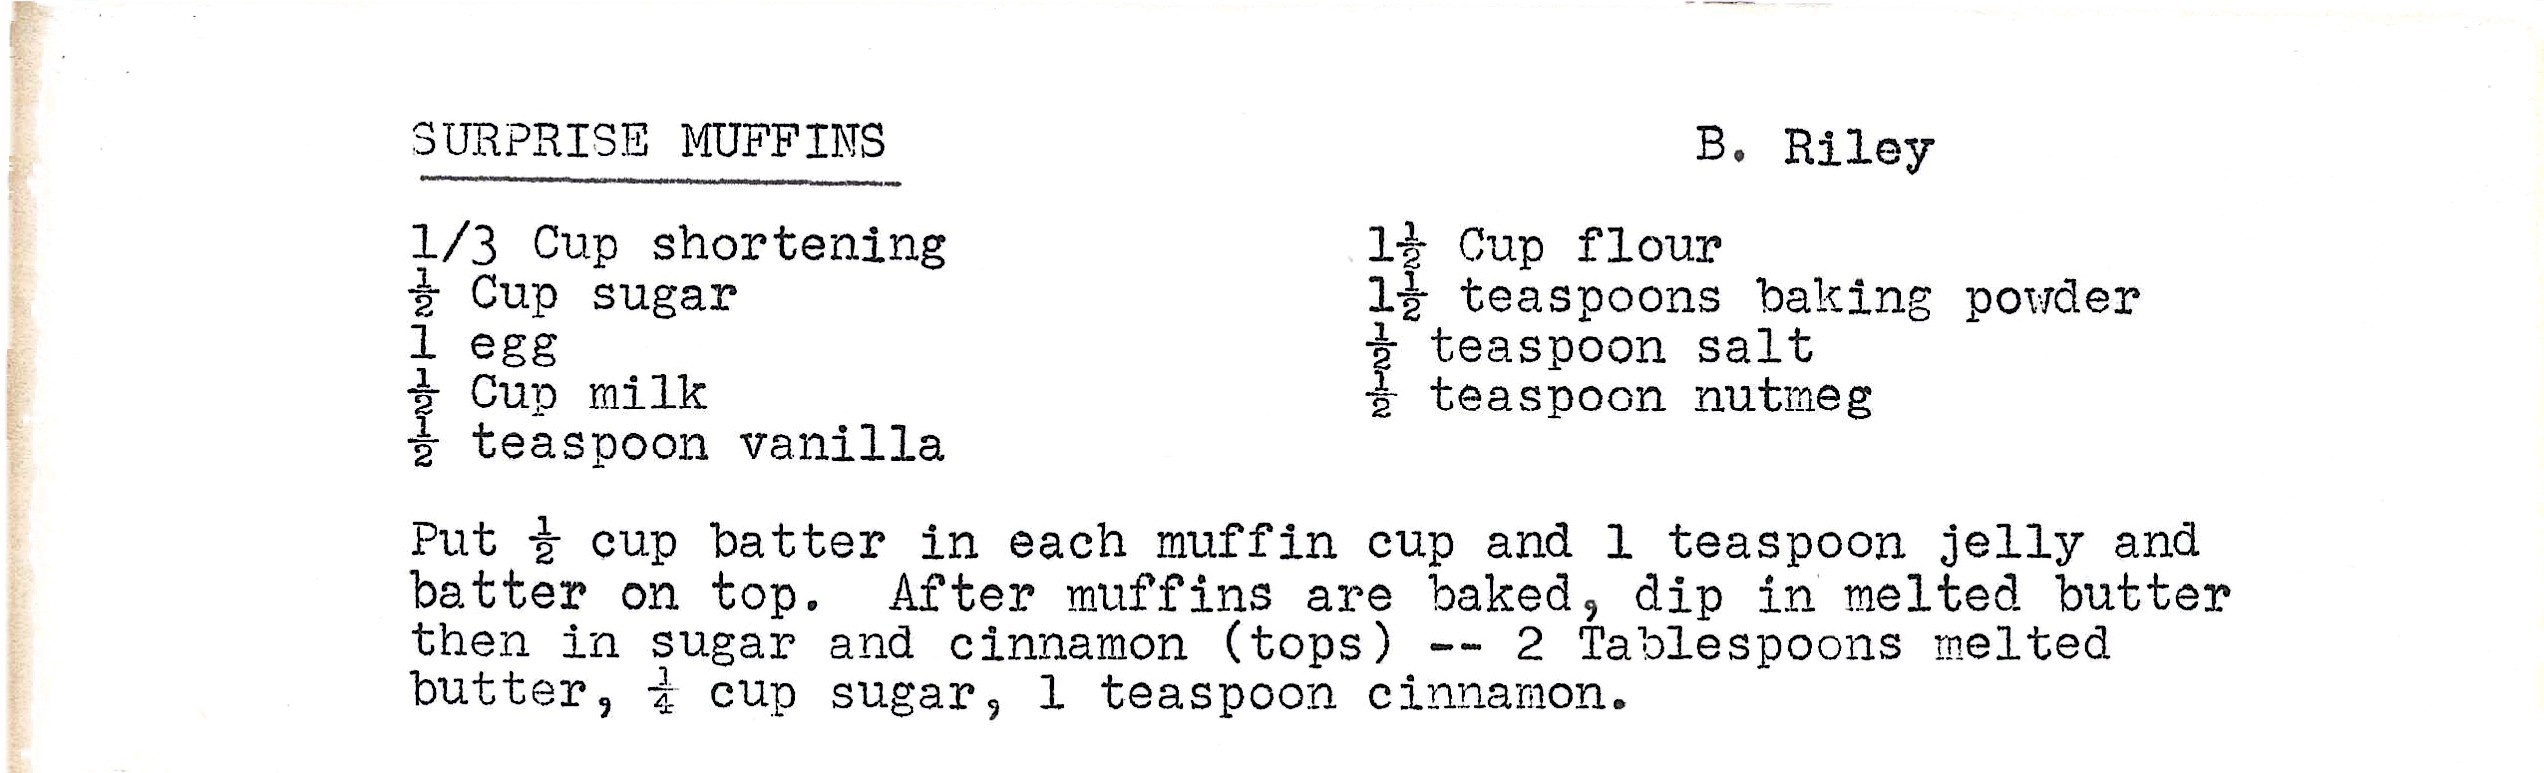 SURPRISE MUFFINS
B. Riley
1/3 Cup shortening
½ Cup sugar
1 egg
½ Cup milk
½ teaspoon vanilla
1½ Cup flour
1½ teaspoons baking powder
½ teaspoon salt
½ teaspoon nutmeg
Put ½ cup batter in each muffin cup and 1 teaspoon jelly and
batter on top. After muffins are baked, dip in melted butter
then in sugar and cinnamon (tops) -- 2 Tablespoons melted
butter, ¼ cup sugar, 1 teaspoon cinnamon.